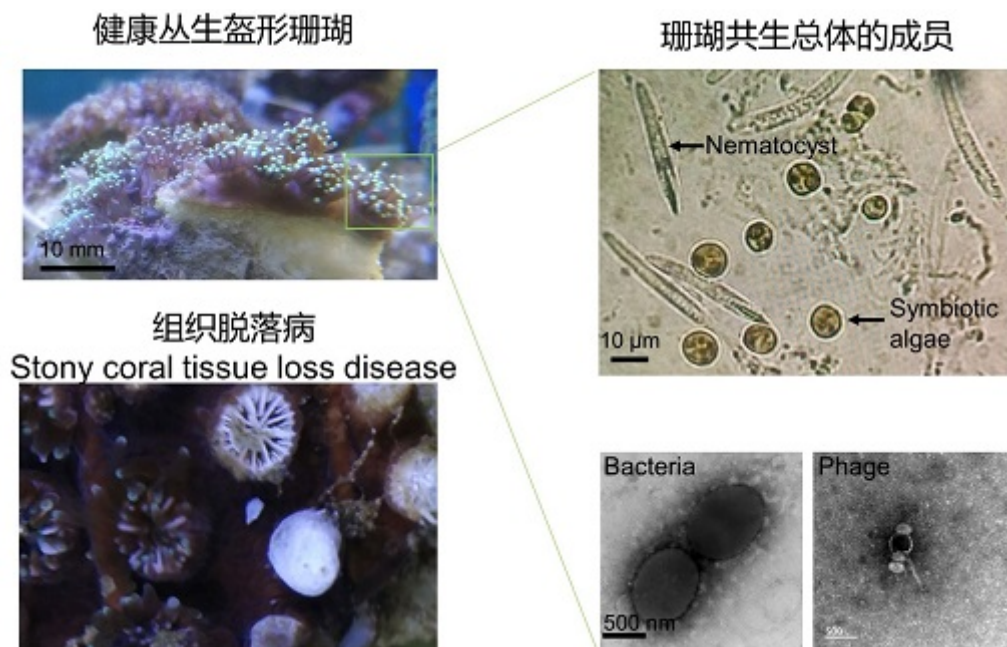 健康丛生盔形珊瑚
10 mm
组织脱落病
Stony coral tissue loss disease
珊瑚共生总体的成员
Nematocyst
Symbiotic
algae
10 µm
Bacteria
500 nm
Phage